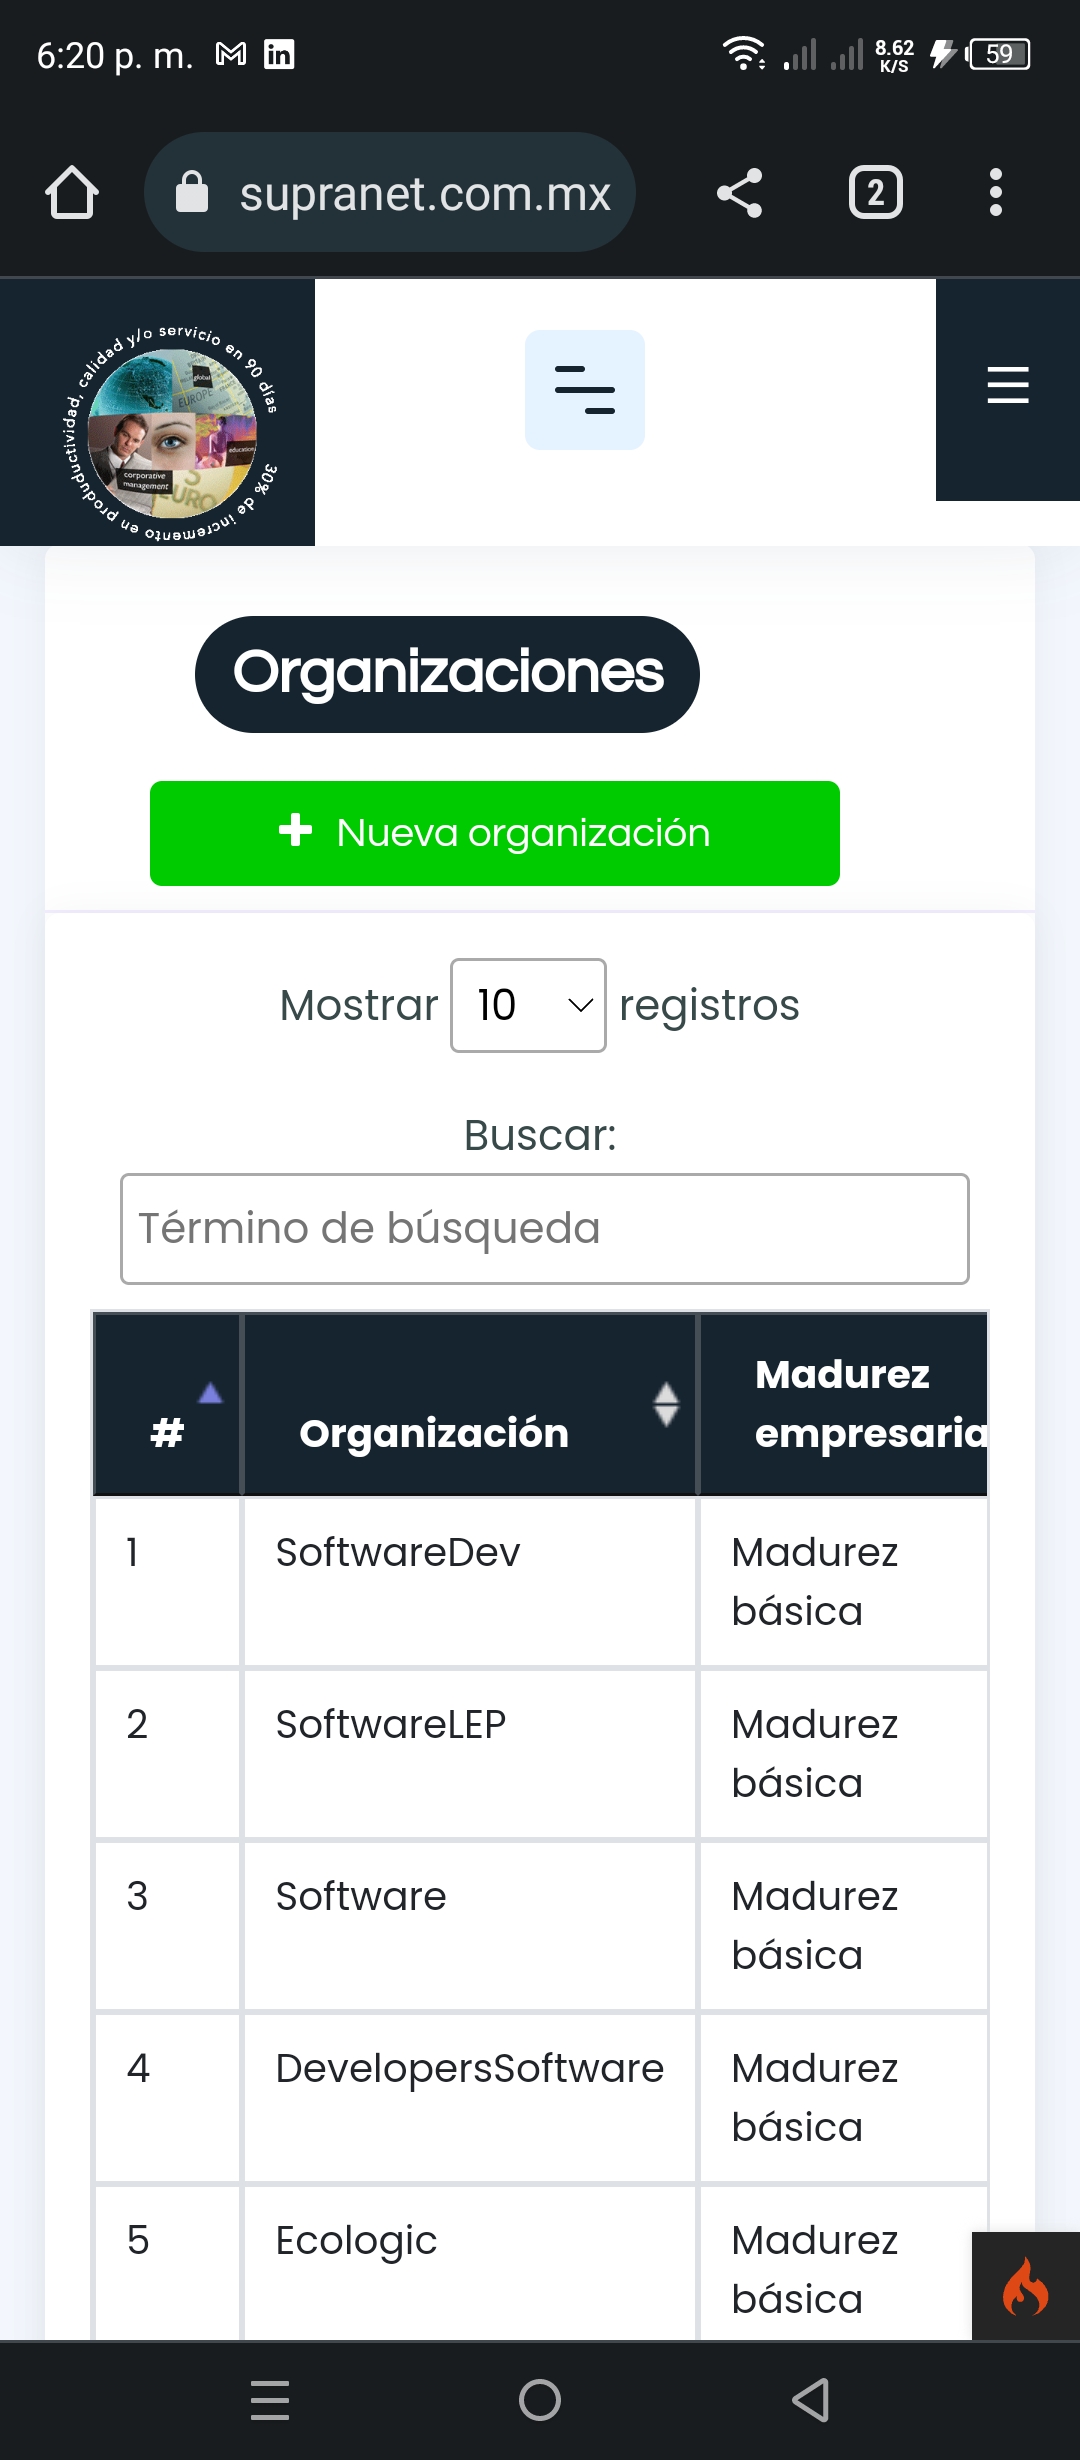 6:20 p. m.
8.62
K/S
59
supranet.com.mx
2
30% de incremento en productividad, calidad y/o servicio en 90 días
global
EUROPE
education
corporative
management
EURO
Organizaciones
Nueva organización
Mostrar 10 registros
Buscar:
Término de búsqueda
Madurez
# Organización empresaria
1 SoftwareDev Madurez
básica
2 SoftwareLEP Madurez
básica
3 Software Madurez
básica
4 DevelopersSoftware Madurez
básica
5 Ecologic Madurez
básica